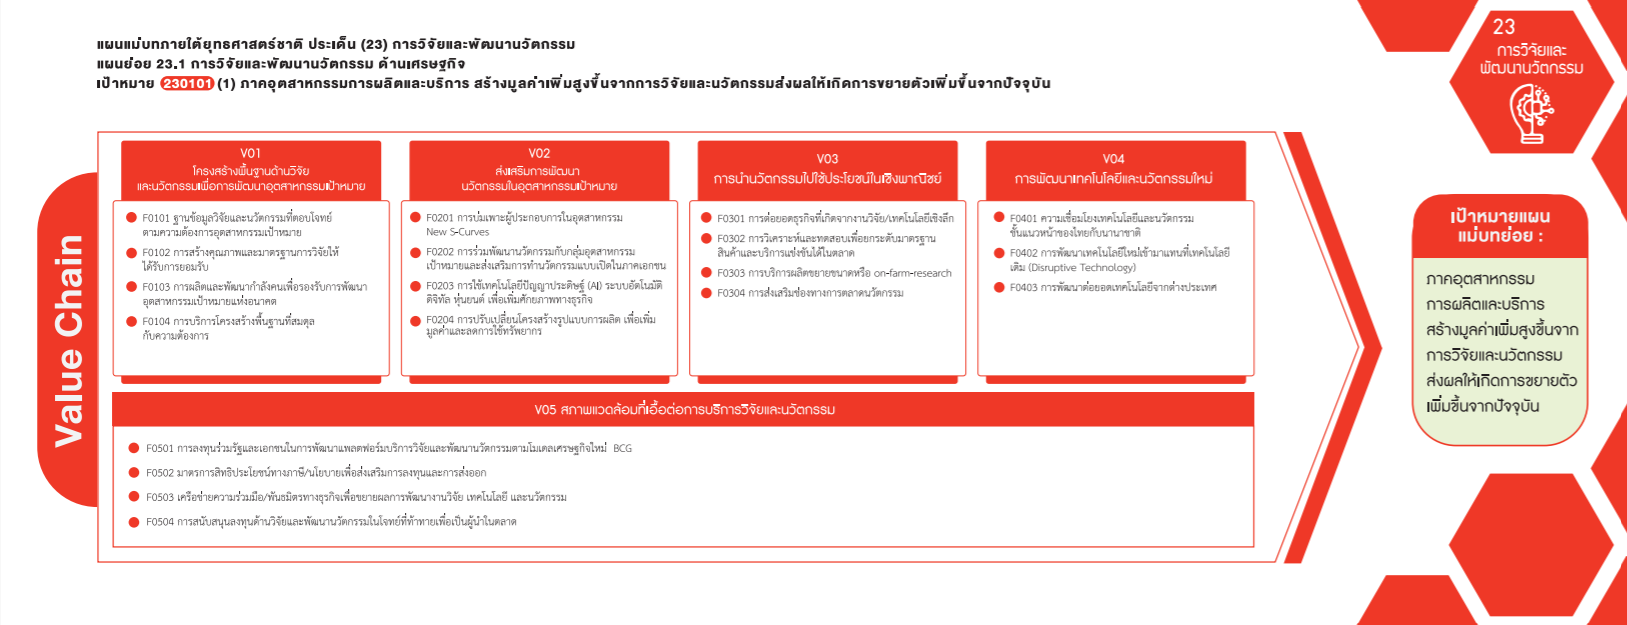 แผนแม่บทภายใต้ยุทธศาสตร์ชาติ ประเด็น (23) การวิจัยและพัฒนานวัตกรรม
แผนย่อย 23.1 การวิจัยและพัฒนานวัตกรรม ด้านเศรษฐกิจ
เป้าหมาย 230101 (1) ภาคอุตสาหกรรมการผลิตและบริการ สร้างมูลค่าเพิ่มสูงขึ้นจากการวิจัยและนวัตกรรมส่งผลให้เกิดการขยายตัวเพิ่มขึ้นจากปัจจุบัน
23
การวิจัยและ
พัฒนานวัตกรรม
Value Chain
V01
โครงสร้างพื้นฐานด้านวิจัย
และนวัตกรรมเพื่อการพัฒนาอุตสาหกรรมเป้าหมาย
F0101 ฐานข้อมูลวิจัยและนวัตกรรมที่ตอบโจทย์
ตามความต้องการอุตสาหกรรมเป้าหมาย
F0102 การสร้างคุณภาพและมาตรฐานการวิจัยให้
ได้รับการยอมรับ
F0103 การผลิตและพัฒนากำลังคนเพื่อรองรับการพัฒนา
อุตสาหกรรมเป้าหมายแห่งอนาคต
F0104 การบริการโครงสร้างพื้นฐานที่สมดุล
กับความต้องการ
V02
ส่งเสริมการพัฒนา
นวัตกรรมในอุตสาหกรรมเป้าหมาย
F0201 การบ่มเพาะผู้ประกอบการในอุตสาหกรรม
New S-Curves
F0202 การร่วมพัฒนานวัตกรรมกับกลุ่มอุตสาหกรรม
เป้าหมายและส่งเสริมการทำนวัตกรรมแบบเปิดในภาคเอกชน
F0203 การใช้เทคโนโลยีปัญญาประดิษฐ์ (AI) ระบบอัตโนมัติ
ดิจิทัล หุ่นยนต์ เพื่อเพิ่มศักยภาพทางธุรกิจ
F0204 การปรับเปลี่ยนโครงสร้างรูปแบบการผลิต เพื่อเพิ่ม
มูลค่าและลดการใช้ทรัพยากร
V03
การนำนวัตกรรมไปใช้ประโยชน์ในเชิงพาณิชย์
F0301 การต่อยอดธุรกิจที่เกิดจากงานวิจัย/เทคโนโลยีเชิงลึก
F0302 การวิเคราะห์และทดสอบเพื่อยกระดับมาตรฐาน
สินค้าและบริการแข่งขันได้ในตลาด
F0303 การบริการผลิตขยายขนาดหรือ on-farm-research
F0304 การส่งเสริมช่องทางการตลาดนวัตกรรม
V04
การพัฒนาเทคโนโลยีและนวัตกรรมใหม่
F0401 ความเชื่อมโยงเทคโนโลยีและนวัตกรรม
ชั้นแนวหน้าของไทยกับนานาชาติ
F0402 การพัฒนาเทคโนโลยีใหม่เข้ามาแทนที่เทคโนโลยี
เดิม (Disruptive Technology)
F0403 การพัฒนาต่อยอดเทคโนโลยีจากต่างประเทศ
V05 สภาพแวดล้อมที่เอื้อต่อการบริการวิจัยและนวัตกรรม
F0501 การลงทุนร่วมรัฐและเอกชนในการพัฒนาแพลตฟอร์มบริการวิจัยและพัฒนานวัตกรรมตามโมเดลเศรษฐกิจใหม่ BCG
F0502 มาตรการสิทธิประโยชน์ทางภาษี/นโยบายเพื่อส่งเสริมการลงทุนและการส่งออก
F0503 เครือข่ายความร่วมมือ/พันธมิตรทางธุรกิจเพื่อขยายผลการพัฒนางานวิจัย เทคโนโลยี และนวัตกรรม
F0504 การสนับสนุนลงทุนด้านวิจัยและพัฒนานวัตกรรมในโจทย์ที่ท้าทายเพื่อเป็นผู้นำในตลาด
เป้าหมายแผน
แม่บทย่อย :
ภาคอุตสาหกรรม
การผลิตและบริการ
สร้างมูลค่าเพิ่มสูงขึ้นจาก
การวิจัยและนวัตกรรม
ส่งผลให้เกิดการขยายตัว
เพิ่มขึ้นจากปัจจุบัน